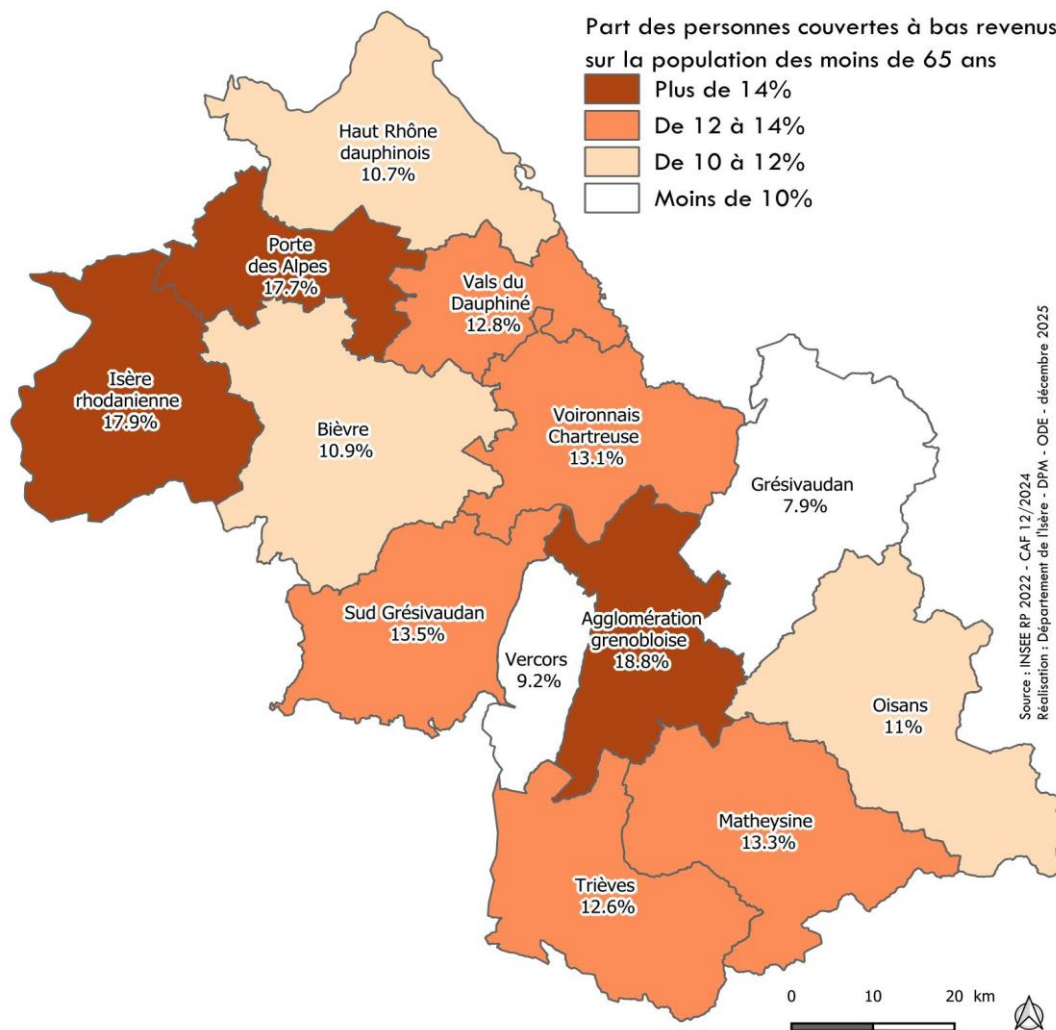 Part des personnes couvertes à bas revenus
sur la population des moins de 65 ans
Plus de 14%
De 12 à 14%
De 10 à 12%
Moins de 10%
Haut Rhône
dauphinois
10.7%
Porte
des Alpes
17.7%
Vals du
Dauphiné
12.8%
Isère
rhodanienne
17.9%
Bièvre
10.9%
Voironnais
Chartreuse
13.1%
Grésivaudan
7.9%
Sud Grésivaudan
13.5%
Vercors
9.2%
Agglomération
grenobloise
18.8%
Oisans
11%
Matheysine
13.3%
Trièves
12.6%
Source : INSEE RP 2022 - CAF 12/2024
Réalisation : Département de l'Isère - DPM - ODE - décembre 2025
0 10 20 km